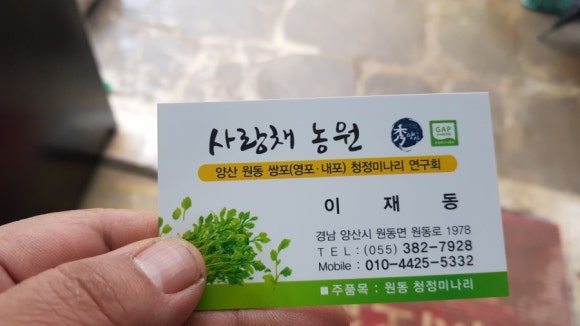 사랑채 농원
秀
GAP
양산 원동 쌍포(영포·내포) 청정미나리 연구회
이 재 동
경남 양산시 원동면 원동로 1978
TEL : (055) 382-7928
Mobile : 010-4425-5332
■ 주품목 : 원동 청정미나리